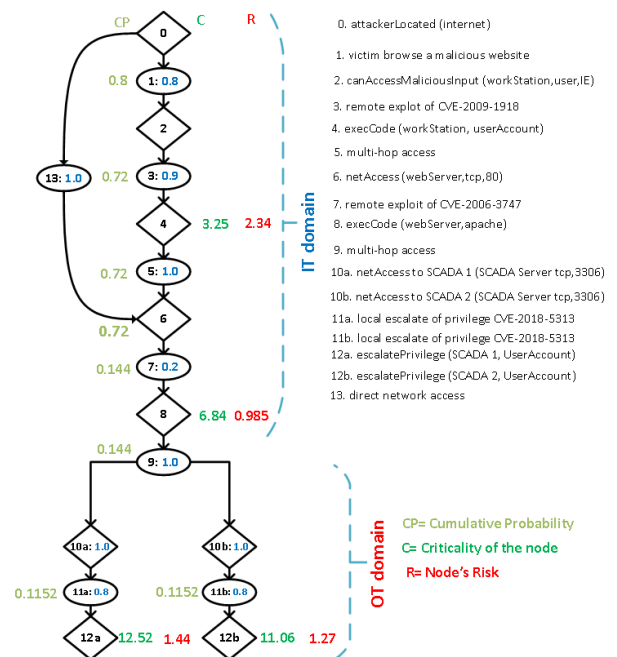 CP
C
R
0
0. attackerLocated (internet)
0.8
1: 0.8
1. victim browse a malicious website
2
2. canAccessMaliciousInput (workStation,user,IE)
3. remote explot of CVE-2009-1918
4. execCode (workStation, userAccount)
13: 1.0
0.72
3: 0.9
5. multi-hop access
6. netAccess (webServer,tcp,80)
4
3.25
2.34
7. remote exploit of CVE-2006-3747
8. execCode (webServer,apache)
IT domain
9. multi-hop access
0.72
5: 1.0
10a. netAccess to SCADA 1 (SCADA Server tcp,3306)
10b. netAccess to SCADA 2 (SCADA Server tcp,3306)
6
0.72
11a. local escalate of privilege CVE-2018-5313
11b. local escalate of privilege CVE-2018-5313
12a. escalatePrivilege (SCADA 1, UserAccount)
0.144
7: 0.2
12b. escalatePrivilege (SCADA 2, UserAccount)
13. direct network access
8
6.84
0.985
0.144
9: 1.0
OT domain
CP= Cumulative Probability
10a: 1.0
10b: 1.0
C= Criticality of the node
R= Node's Risk
0.1152
11a: 0.8
0.1152
11b: 0.8
12a
12.52
1.44
12b
11.06
1.27